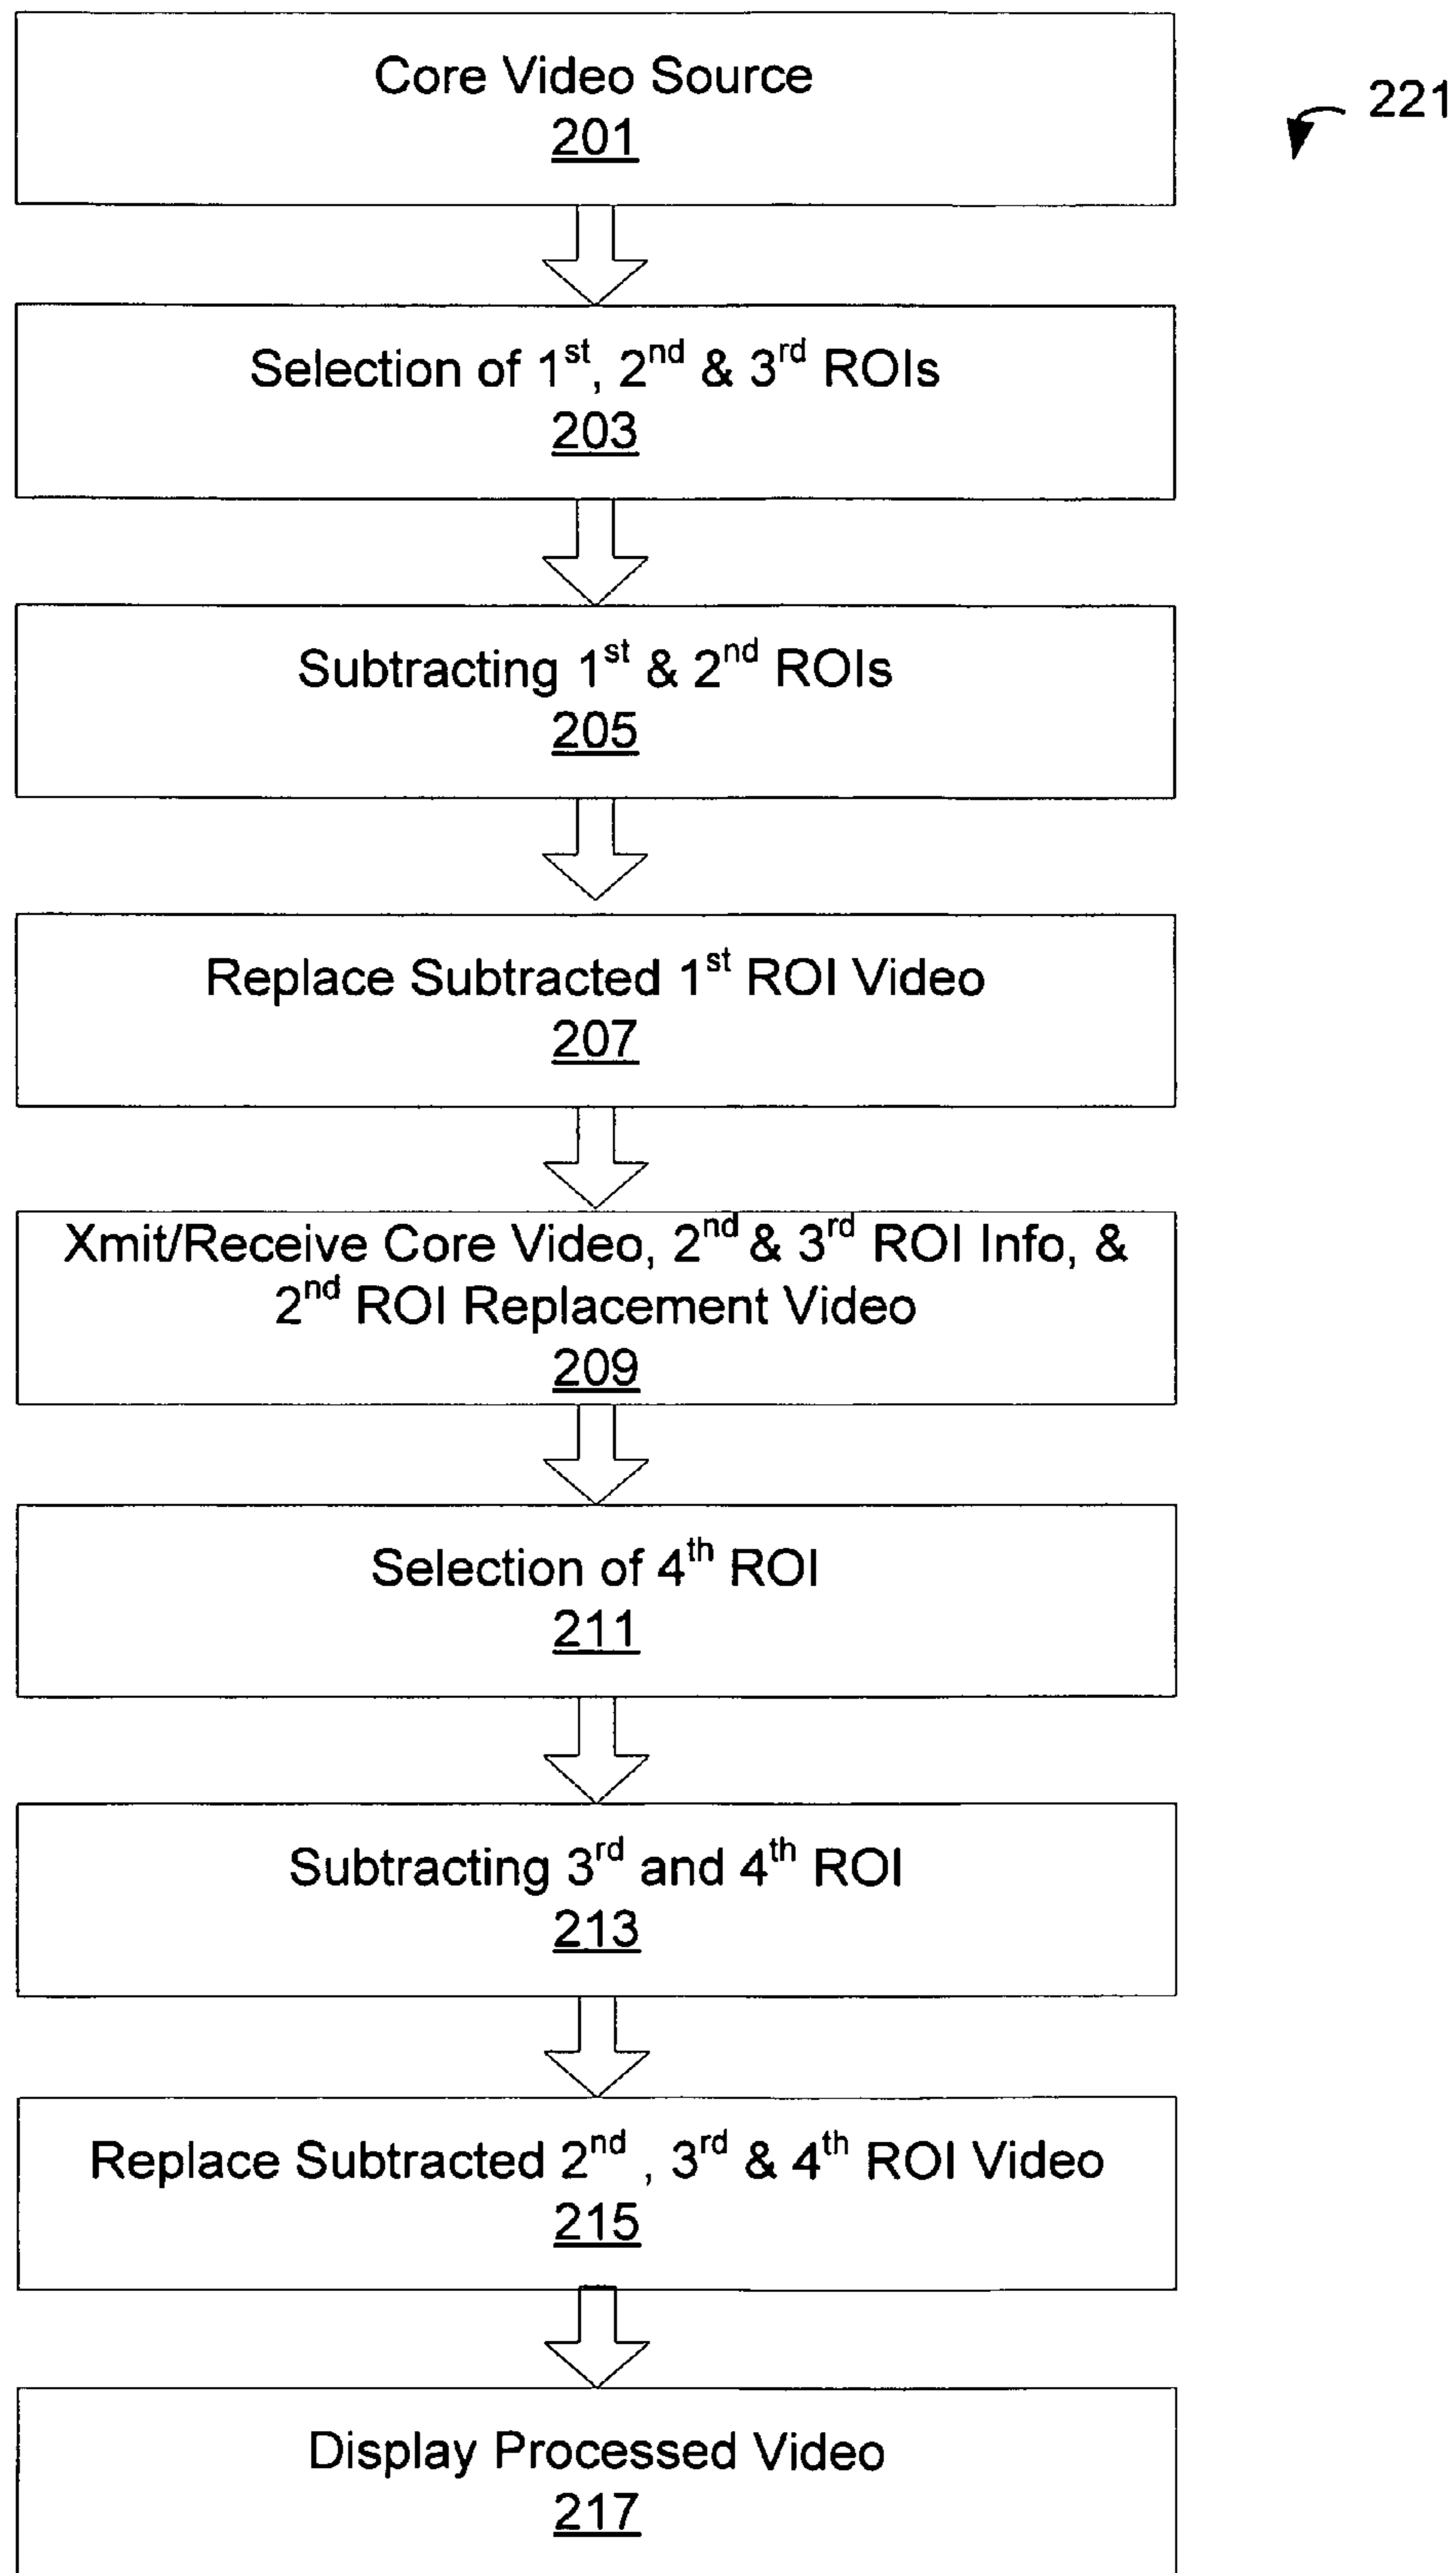 Core Video Source
201
221
Selection of 1st, 2nd & 3rd ROIs
203
Subtracting 1st & 2nd ROIs
205
Replace Subtracted 1st ROI Video
207
Xmit/Receive Core Video, 2nd & 3rd ROI Info, &
2nd ROI Replacement Video
209
Selection of 4th ROI
211
Subtracting 3rd and 4th ROI
213
Replace Subtracted 2nd , 3rd & 4th ROI Video
215
Display Processed Video
217